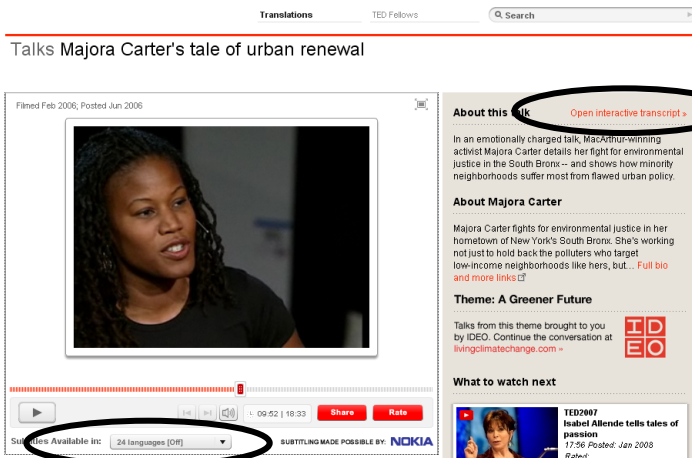 Translations
TED Fellows
Search
Talks Majora Carter's tale of urban renewal
Filmed Feb 2006; Posted Jun 2006
About this talk
Open interactive transcript »
In an emotionally charged talk, MacArthur-winning
activist Majora Carter details her fight for environmental
justice in the South Bronx -- and shows how minority
neighborhoods suffer most from flawed urban policy.
About Majora Carter
Majora Carter fights for environmental justice in her
hometown of New York's South Bronx. She's working
not just to hold back the polluters who target
low-income neighborhoods like hers, but... Full bio
and more links
Theme: A Greener Future
Talks from this theme brought to you
by IDEO. Continue the conversation at
livingclimatechange.com »
ID
EO
What to watch next
TED2007
Isabel Allende tells tales of
passion
17:56 Posted: Jan 2008
Rated:
09:52 | 18:33
Share
Rate
Subtitles Available in:
24 languages [Off]
SUBTITLING MADE POSSIBLE BY: NOKIA